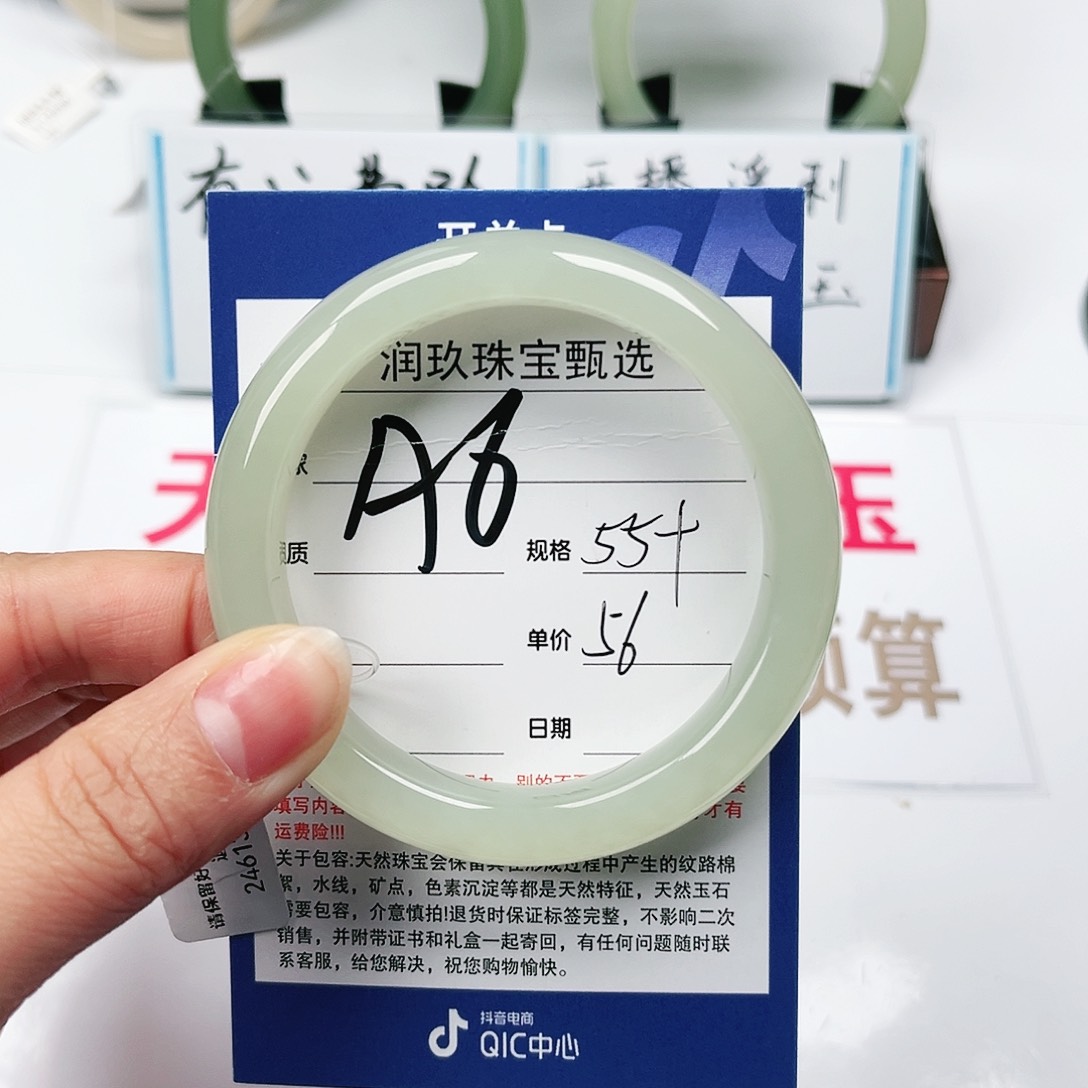 润玖珠宝甄选
A6
质
规格 55+
单价 56
日期
填写内容 才有
运费险!!!
关于包容:天然珠宝会保留其在形成过程中产生的纹路棉
絮，水线，矿点，色素沉淀等都是天然特征，天然玉石
需要包容，介意慎拍!退货时保证标签完整，不影响二次
销售，并附带证书和礼盒一起寄回，有任何问题随时联
系客服，给您解决，祝您购物愉快。
抖音电商
QIC中心
玉
预算
请保留好